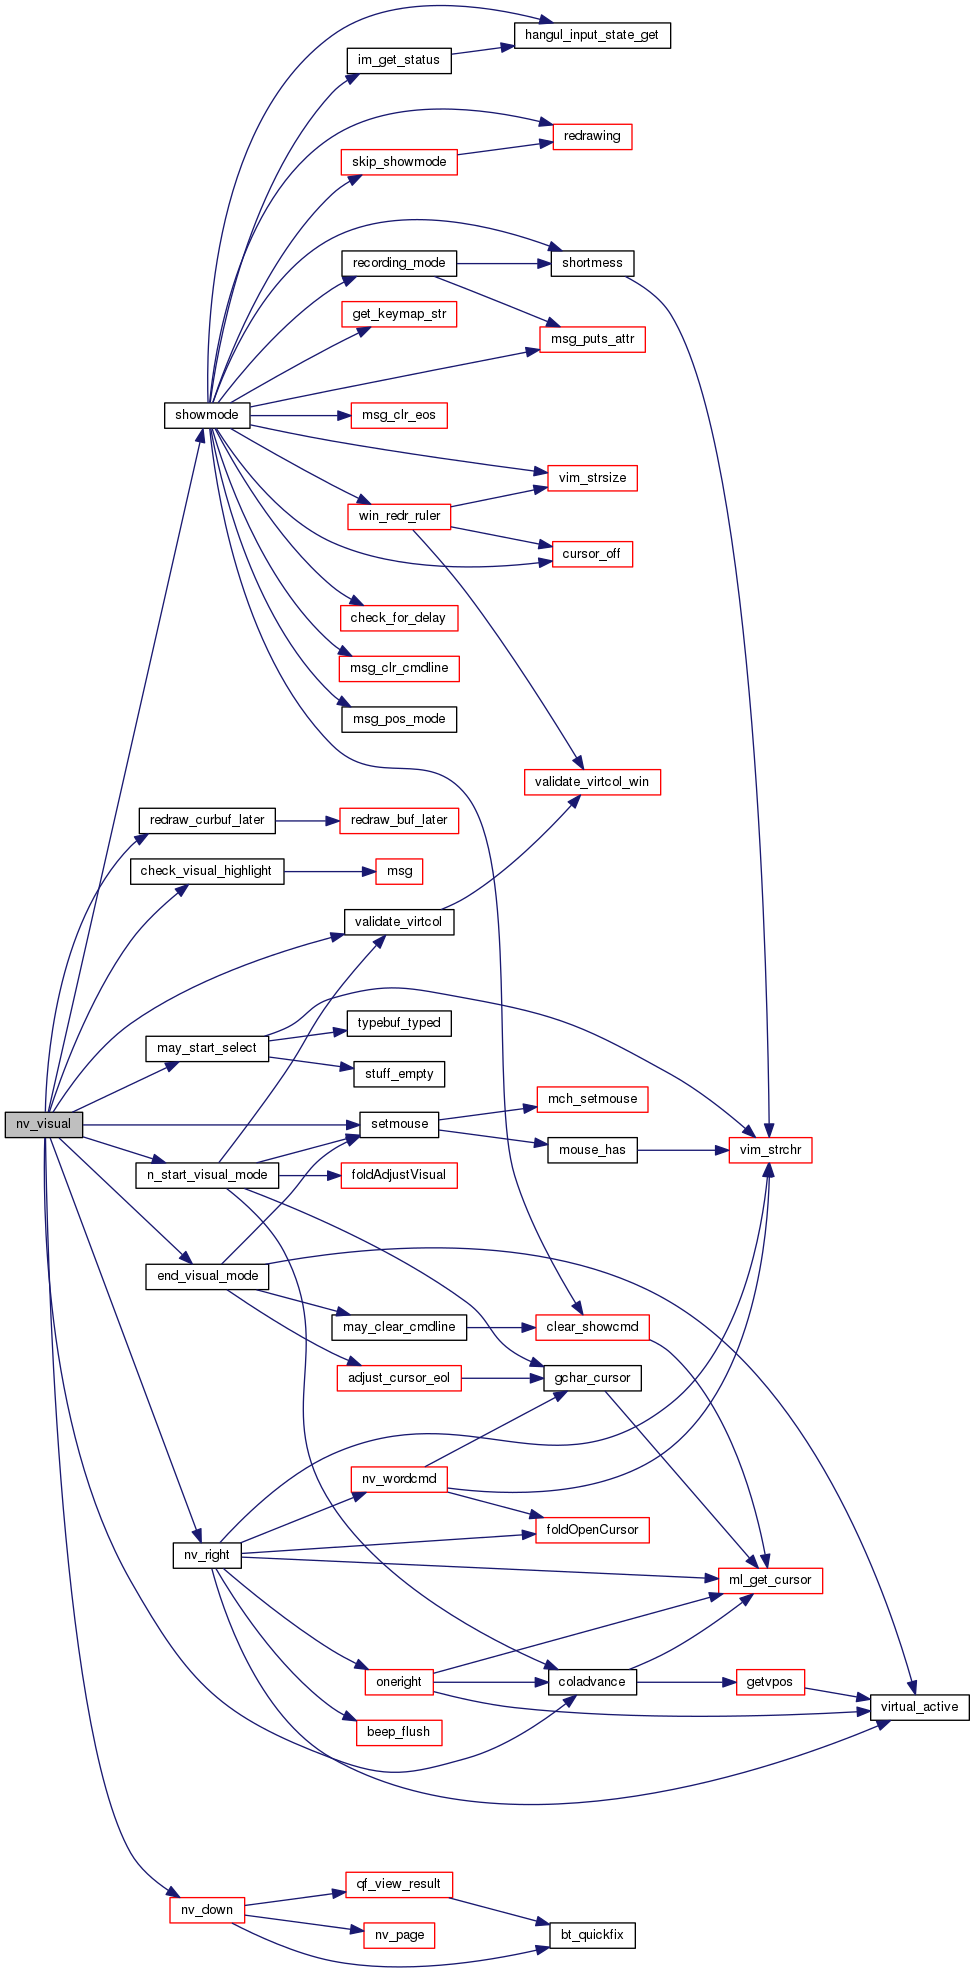 hangul_input_state_get
im_get_status
redrawing
skip_showmode
recording_mode
shortmess
get_keymap_str
msg_puts_attr
showmode
msg_clr_eos
vim_strsize
win_redr_ruler
cursor_off
check_for_delay
msg_clr_cmdline
msg_pos_mode
validate_virtcol_win
redraw_curbuf_later
redraw_buf_later
check_visual_highlight
msg
validate_virtcol
typebuf_typed
may_start_select
stuff_empty
mch_setmouse
nv_visual
setmouse
mouse_has
vim_strchr
n_start_visual_mode
foldAdjustVisual
end_visual_mode
may_clear_cmdline
clear_showcmd
adjust_cursor_eol
gchar_cursor
nv_wordcmd
foldOpenCursor
nv_right
ml_get_cursor
oneright
coladvance
getvpos
virtual_active
beep_flush
qf_view_result
nv_down
nv_page
bt_quickfix